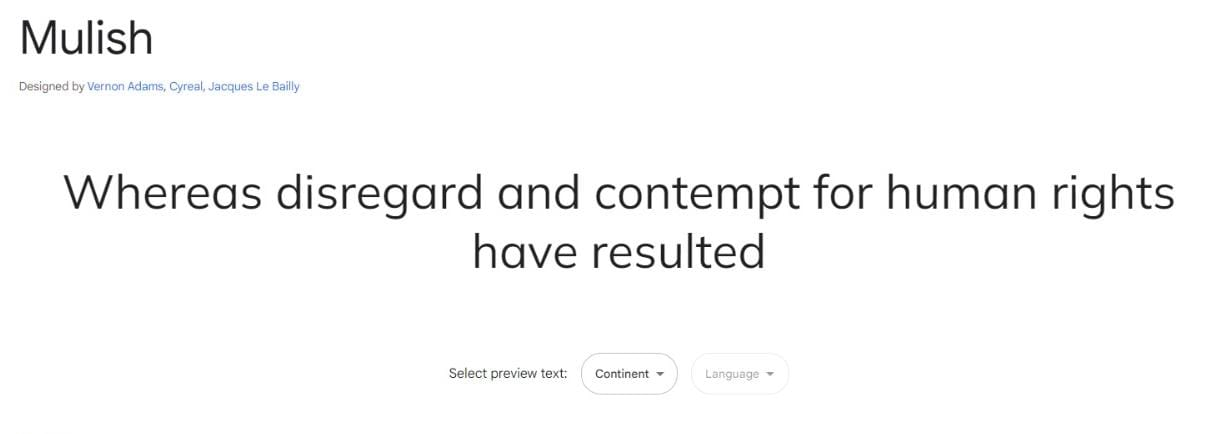 Mulish
Designed by Vernon Adams, Cyreal, Jacques Le Bailly
Whereas disregard and contempt for human rights
have resulted
Select preview text: Continent Language